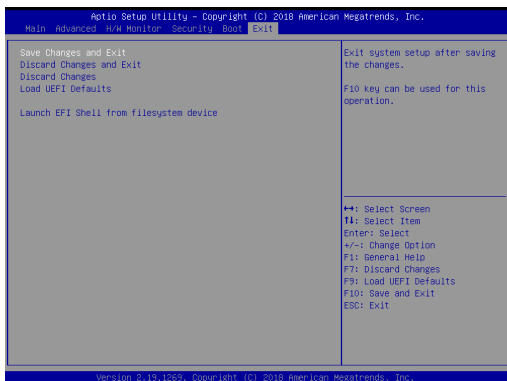 Aptio Setup Utility – Copyright (C) 2018 American Megatrends, Inc.
Main Advanced H/W Monitor Security Boot Exit
Save Changes and Exit
Discard Changes and Exit
Discard Changes
Load UEFI Defaults
Launch EFI Shell from filesystem device
Exit system setup after saving
the changes.
F10 key can be used for this
operation.
↔: Select Screen
↑↓: Select Item
Enter: Select
+/-: Change Option
F1: General Help
F7: Discard Changes
F9: Load UEFI Defaults
F10: Save and Exit
ESC: Exit
Version 2.19.1269. Copyright (C) 2018 American Megatrends, Inc.